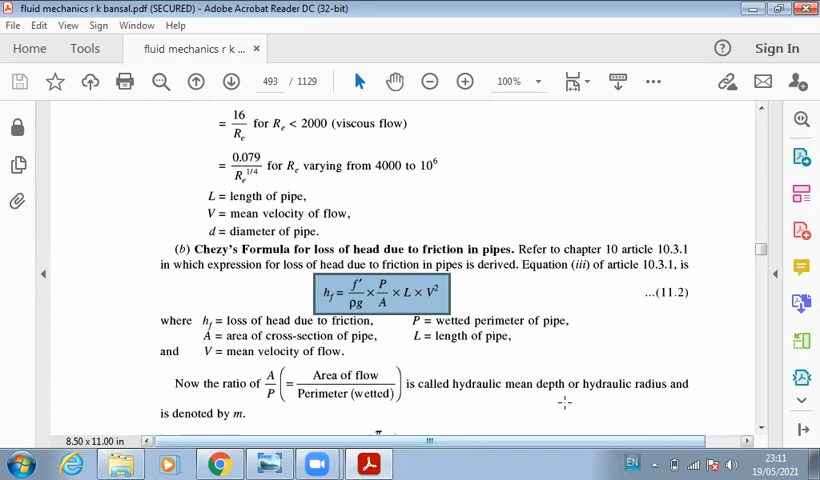 fluid mechanics r k bansal.pdf (SECURED) - Adobe Acrobat Reader DC (32-bit)
File Edit View Sign Window Help
Home Tools fluid mechanics r k ... × ? Sign In
493 / 1129 100%
= 16/Re for Re < 2000 (viscous flow)
= 0.079/Re^1/4 for Re varying from 4000 to 10^6
L = length of pipe,
V = mean velocity of flow,
d = diameter of pipe.
(b) Chezy's Formula for loss of head due to friction in pipes. Refer to chapter 10 article 10.3.1
in which expression for loss of head due to friction in pipes is derived. Equation (iii) of article 10.3.1, is
hf = f'/ρg × P/A × L × V² ...(11.2)
where hf = loss of head due to friction, P = wetted perimeter of pipe,
A = area of cross-section of pipe, L = length of pipe,
and V = mean velocity of flow.
Now the ratio of A/P (= Area of flow/Perimeter (wetted)) is called hydraulic mean depth or hydraulic radius and
is denoted by m.
8.50 x 11.00 in
EN 23:11
19/05/2021